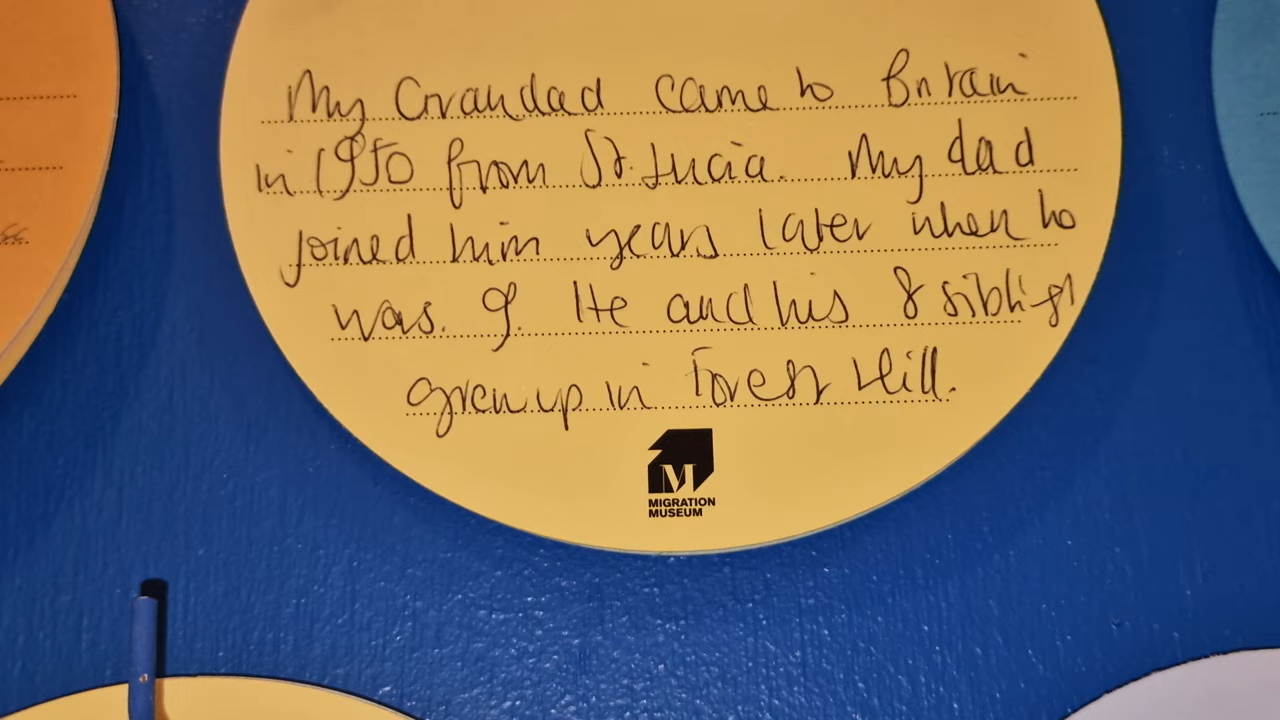 My Grandad came to Britain
in 1950 from St. Lucia. My dad
joined him years later when he
was. 9. He and his 8 siblings
grew up in Forest Hill.
M
MIGRATION
MUSEUM